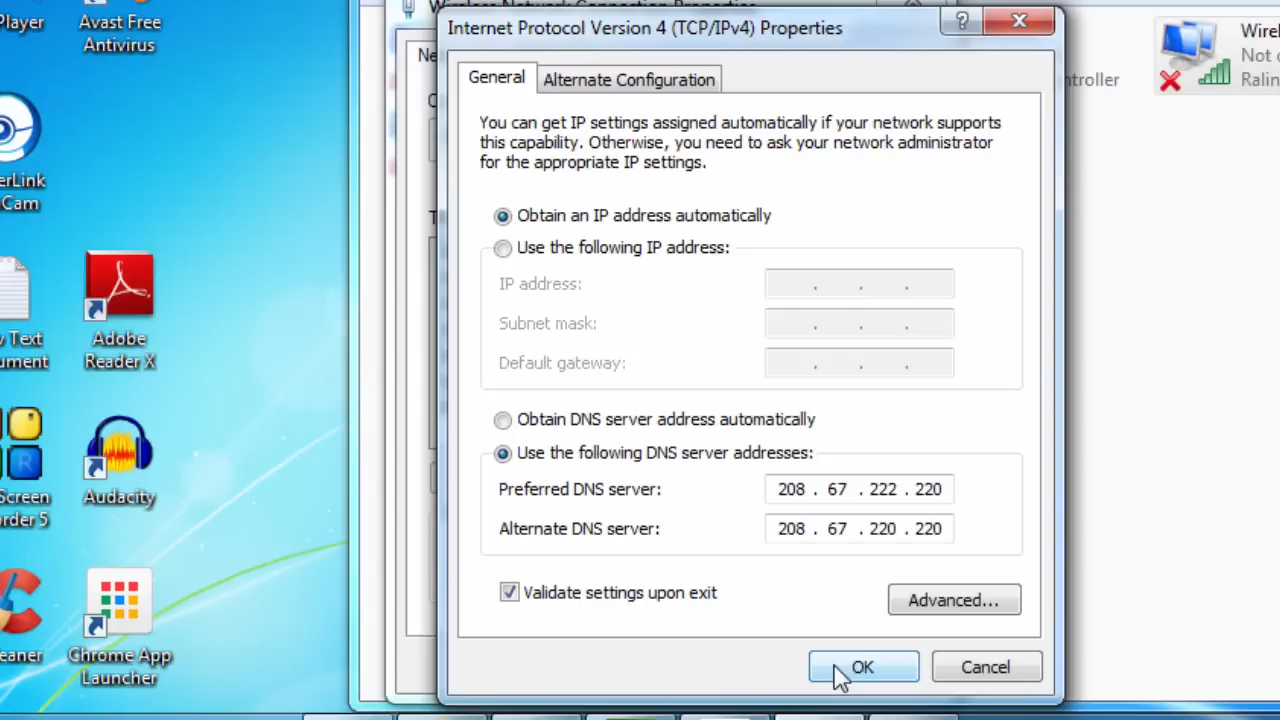 Player
Avast Free
Antivirus
erLink
Cam
Text
ument
Adobe
Reader X
Screen
order 5
Audacity
eaner
Chrome App
Launcher
Wireless Network Connection Properties
Ne
Internet Protocol Version 4 (TCP/IPv4) Properties
?
General
Alternate Configuration
You can get IP settings assigned automatically if your network supports
this capability. Otherwise, you need to ask your network administrator
for the appropriate IP settings.
Obtain an IP address automatically
Use the following IP address:
IP address:
. . .
Subnet mask:
. . .
Default gateway:
. . .
Obtain DNS server address automatically
Use the following DNS server addresses:
Preferred DNS server:
208 . 67 . 222 . 220
Alternate DNS server:
208 . 67 . 220 . 220
Validate settings upon exit
Advanced...
OK
Cancel
ntroller
Wirel
Not c
Ralin